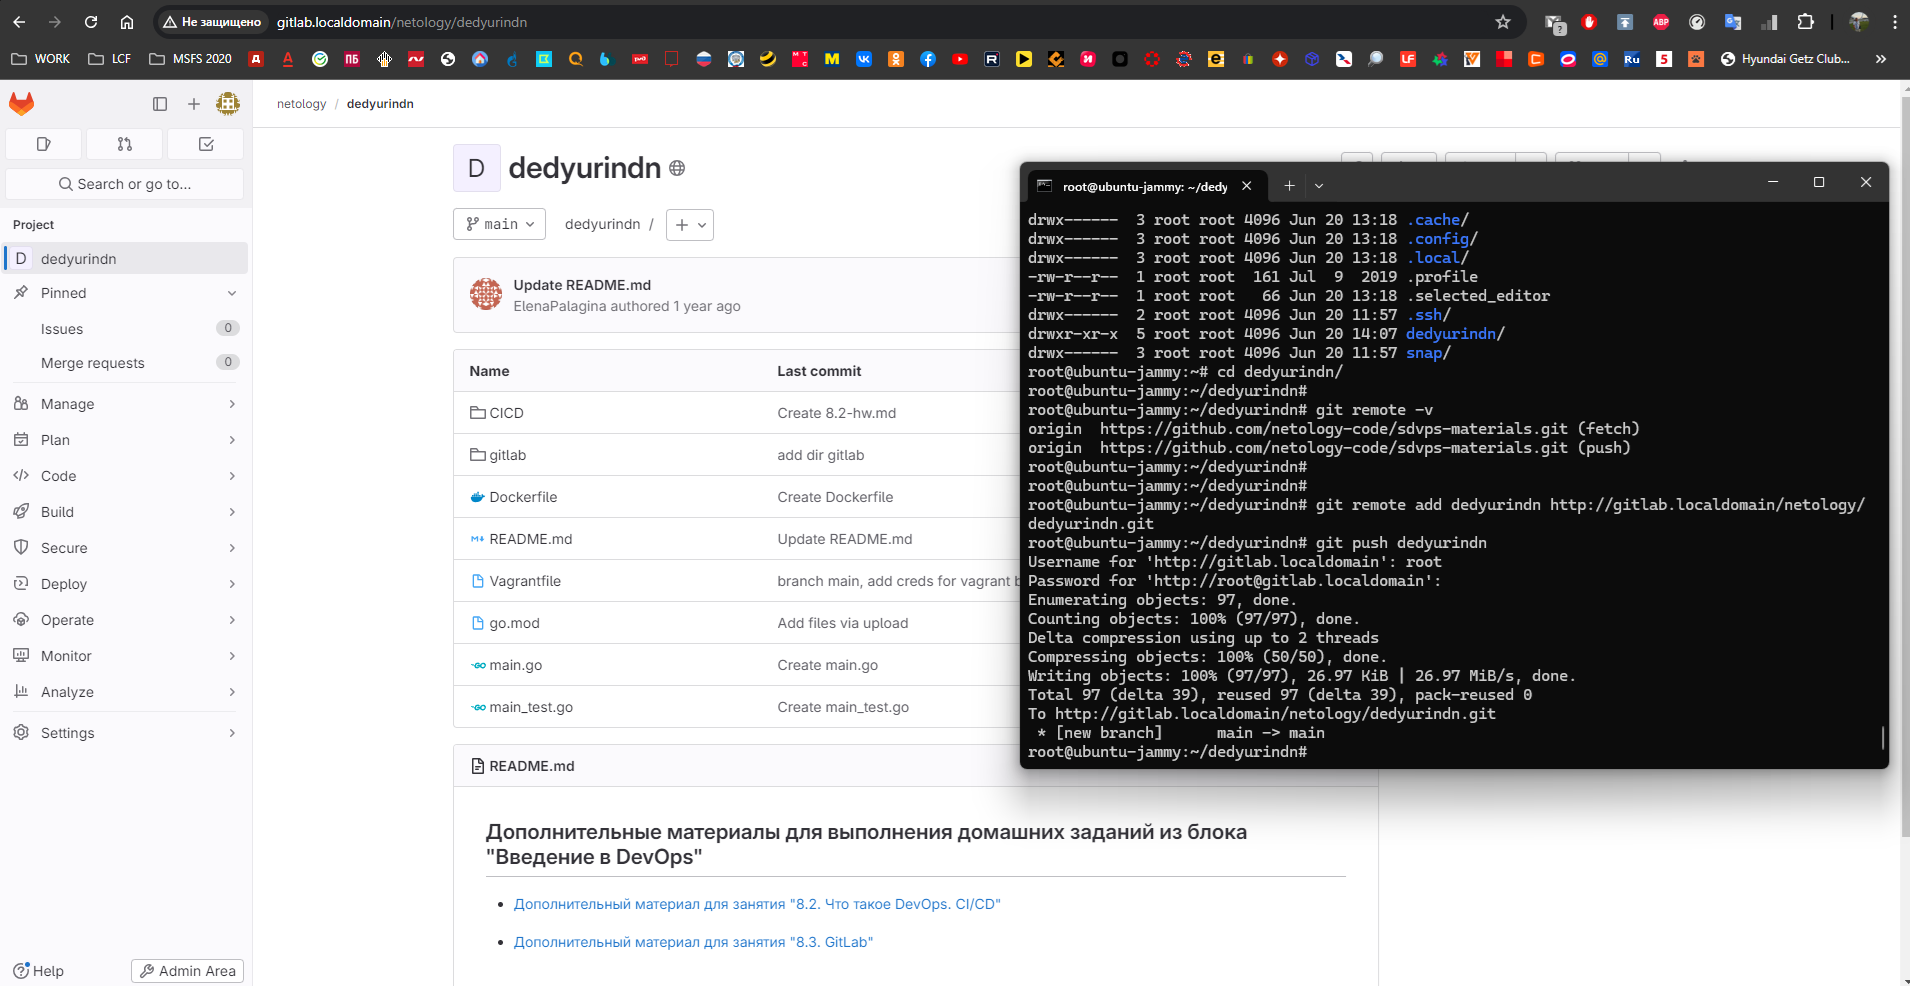 Не защищено gitlab.localdomain/netology/dedyurindn
WORK LCF MSFS 2020 Hyundai Getz Club...
netology / dedyurindn
Search or go to...
Project
D dedyurindn
Pinned
Issues 0
Merge requests 0
Manage
Plan
Code
Build
Secure
Deploy
Operate
Monitor
Analyze
Settings
Help
Admin Area
D dedyurindn
main
dedyurindn /
Update README.md
ElenaPalagina authored 1 year ago
Name Last commit
CICD Create 8.2-hw.md
gitlab add dir gitlab
Dockerfile Create Dockerfile
README.md Update README.md
Vagrantfile branch main, add creds for vagrant
go.mod Add files via upload
main.go Create main.go
main_test.go Create main_test.go
README.md
Дополнительные материалы для выполнения домашних заданий из блока
"Введение в DevOps"
Дополнительный материал для занятия "8.2. Что такое DevOps. CI/CD"
Дополнительный материал для занятия "8.3. GitLab"
root@ubuntu-jammy: ~/dedy
drwx------ 3 root root 4096 Jun 20 13:18 .cache/
drwx------ 3 root root 4096 Jun 20 13:18 .config/
drwx------ 3 root root 4096 Jun 20 13:18 .local/
-rw-r--r-- 1 root root 161 Jul 9 2019 .profile
-rw-r--r-- 1 root root 66 Jun 20 13:18 .selected_editor
drwx------ 2 root root 4096 Jun 20 11:57 .ssh/
drwxr-xr-x 5 root root 4096 Jun 20 14:07 dedyurindn/
drwx------ 3 root root 4096 Jun 20 11:57 snap/
root@ubuntu-jammy:~# cd dedyurindn/
root@ubuntu-jammy:~/dedyurindn#
root@ubuntu-jammy:~/dedyurindn# git remote -v
origin https://github.com/netology-code/sdvps-materials.git (fetch)
origin https://github.com/netology-code/sdvps-materials.git (push)
root@ubuntu-jammy:~/dedyurindn#
root@ubuntu-jammy:~/dedyurindn#
root@ubuntu-jammy:~/dedyurindn# git remote add dedyurindn http://gitlab.localdomain/netology/
dedyurindn.git
root@ubuntu-jammy:~/dedyurindn# git push dedyurindn
Username for 'http://gitlab.localdomain': root
Password for 'http://root@gitlab.localdomain':
Enumerating objects: 97, done.
Counting objects: 100% (97/97), done.
Delta compression using up to 2 threads
Compressing objects: 100% (50/50), done.
Writing objects: 100% (97/97), 26.97 KiB | 26.97 MiB/s, done.
Total 97 (delta 39), reused 97 (delta 39), pack-reused 0
To http://gitlab.localdomain/netology/dedyurindn.git
* [new branch] main -> main
root@ubuntu-jammy:~/dedyurindn#